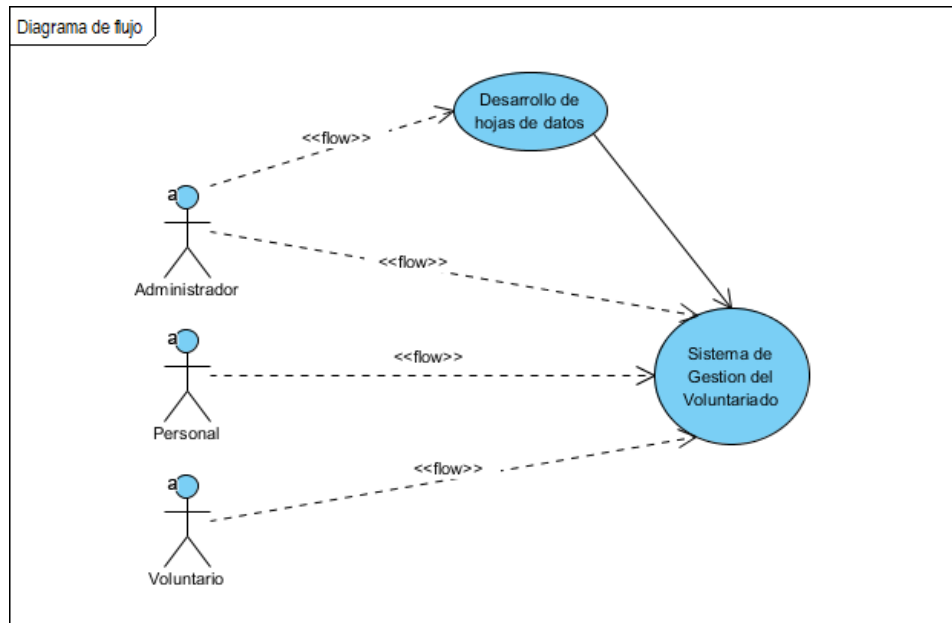 Diagrama de flujo
Desarrollo de
hojas de datos
<<flow>>
a
Administrador
<<flow>>
a
Personal
<<flow>>
Sistema de
Gestion del
Voluntariado
a
Voluntario
<<flow>>